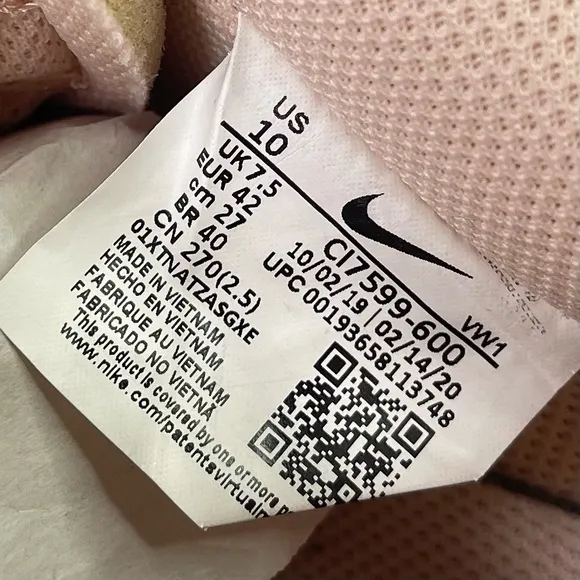 US
10
UK 7.5
EUR 42
cm 27
BR 40
CN 270(2.5)
01XTNATZASGXE
MADE IN VIETNAM
HECHO EN VIETNAM
FABRIQUE AU VIETNAM
FABRICADO NO VIETNA
This product is covered by one or more p
www.nike.com/patentsvirtualm
VW1
CI7599-600
10/02/19 | 02/14/20
UPC 00193658113748